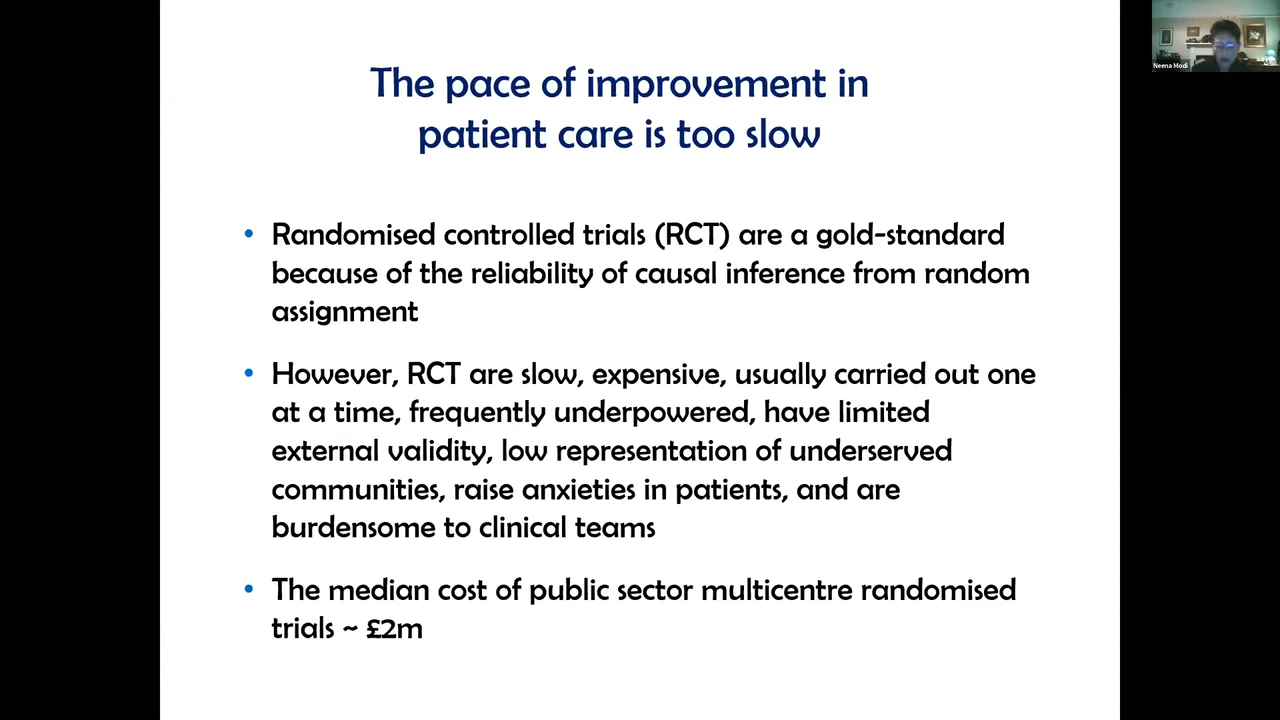 Neena Modi
The pace of improvement in
patient care is too slow
• Randomised controlled trials (RCT) are a gold-standard
because of the reliability of causal inference from random
assignment
• However, RCT are slow, expensive, usually carried out one
at a time, frequently underpowered, have limited
external validity, low representation of underserved
communities, raise anxieties in patients, and are
burdensome to clinical teams
• The median cost of public sector multicentre randomised
trials ~ £2m